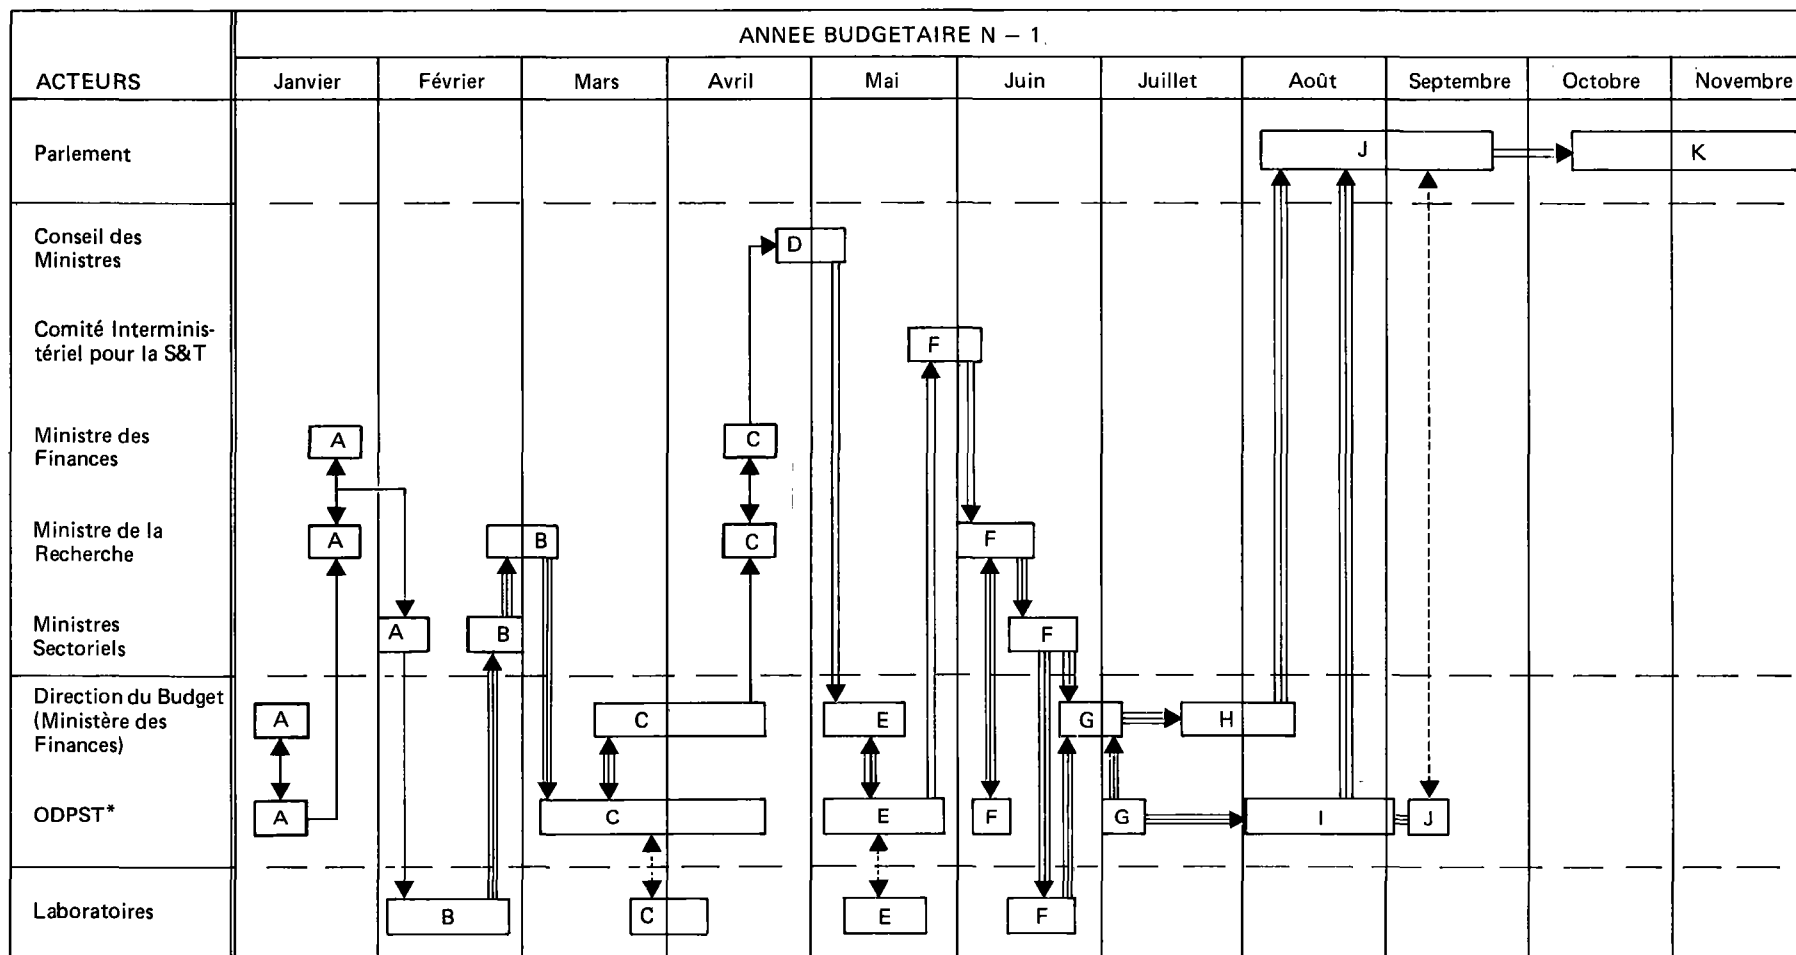 ANNEE BUDGETAIRE N – 1
ACTEURS
Janvier
Février
Mars
Avril
Mai
Juin
Juillet
Août
Septembre
Octobre
Novembre
Parlement
J
K
Conseil des
Ministres
D
Comité Interminis-
tériel pour la S&T
F
Ministre des
Finances
A
C
Ministre de la
Recherche
A
B
C
F
Ministres
Sectoriels
A
B
F
Direction du Budget
(Ministère des
Finances)
A
C
E
G
H
ODPST*
A
C
E
F
G
I
J
Laboratoires
B
C
E
F